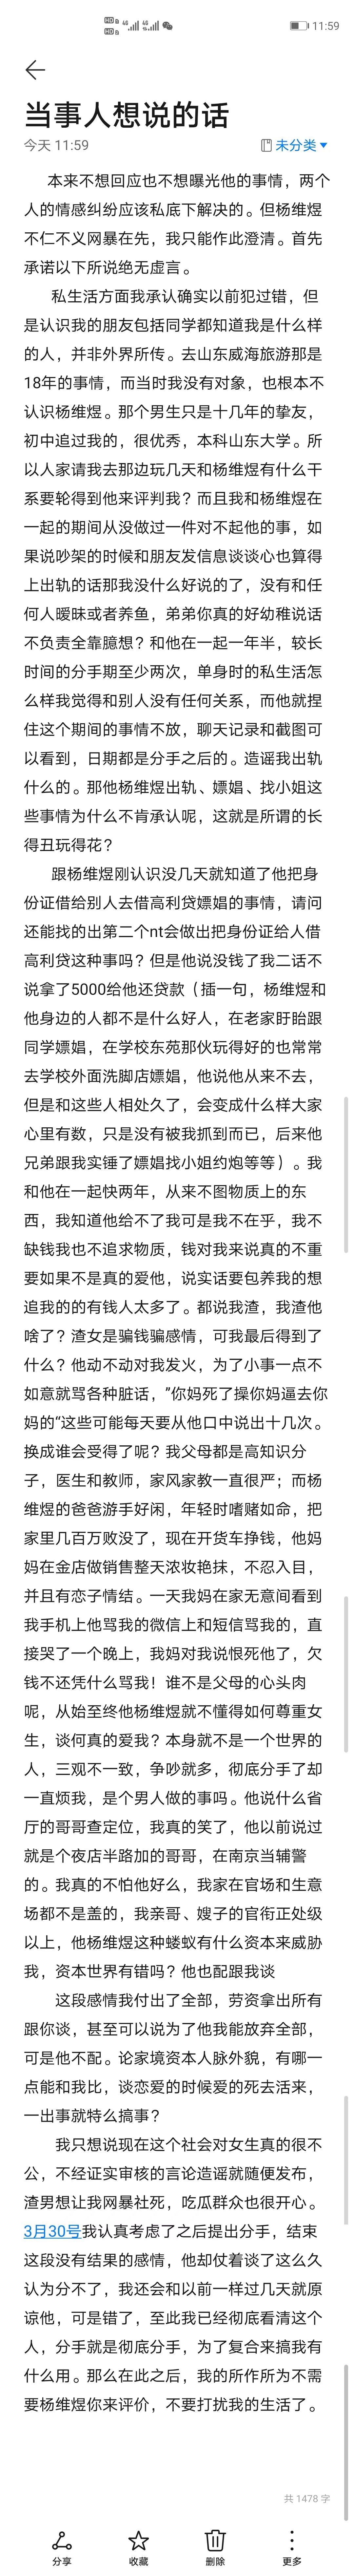 11:59
当事人想说的话
今天 11:59 未分类
本来不想回应也不想曝光他的事情，两个
人的情感纠纷应该私底下解决的。但杨维煜
不仁不义网暴在先，我只能作此澄清。首先
承诺以下所说绝无虚言。
私生活方面我承认确实以前犯过错，但
是认识我的朋友包括同学都知道我是什么样
的人，并非外界所传。去山东威海旅游那是
18年的事情，而当时我没有对象，也根本不
认识杨维煜。那个男生只是十几年的挚友，
初中追过我的，很优秀，本科山东大学。所
以人家请我去那边玩几天和杨维煜有什么干
系要轮得到他来评判我？而且我和杨维煜在
一起的期间从没做过一件对不起他的事，如
果说吵架的时候和朋友发信息谈谈心也算得
上出轨的话那我没什么好说的了，没有和任
何人暧昧或者养鱼，弟弟你真的好幼稚说话
不负责全靠臆想？和他在一起一年半，较长
时间的分手期至少两次，单身时的私生活怎
么样我觉得和别人没有任何关系，而他就捏
住这个期间的事情不放，聊天记录和截图可
以看到，日期都是分手之后的。造谣我出轨
什么的。那他杨维煜出轨、嫖娼、找小姐这
些事情为什么不肯承认呢，这就是所谓的长
得丑玩得花？
跟杨维煜刚认识没几天就知道了他把身
份证借给别人去借高利贷嫖娼的事情，请问
还能找的出第二个nt会做出把身份证给人借
高利贷这种事吗？但是他说没钱了我二话不
说拿了5000给他还贷款（插一句，杨维煜和
他身边的人都不是什么好人，在老家盱眙跟
同学嫖娼，在学校东苑那伙玩得好的也常常
去学校外面洗脚店嫖娼，他说他从来不去，
但是和这些人相处久了，会变成什么样大家
心里有数，只是没有被我抓到而已，后来他
兄弟跟我实锤了嫖娼找小姐约炮等等）。我
和他在一起快两年，从来不图物质上的东
西，我知道他给不了我可是我不在乎，我不
缺钱我也不追求物质，钱对我来说真的不重
要如果不是真的爱他，说实话要包养我的想
追我的的有钱人太多了。都说我渣，我渣他
啥了？渣女是骗钱骗感情，可我最后得到了
什么？他动不动对我发火，为了小事一点不
如意就骂各种脏话，”你妈死了操你妈逼去你
妈的“这些可能每天要从他口中说出十几次。
换成谁会受得了呢？我父母都是高知识分
子，医生和教师，家风家教一直很严；而杨
维煜的爸爸游手好闲，年轻时嗜赌如命，把
家里几百万败没了，现在开货车挣钱，他妈
妈在金店做销售整天浓妆艳抹，不忍入目，
并且有恋子情结。一天我妈在家无意间看到
我手机上他骂我的微信上和短信骂我的，直
接哭了一个晚上，我妈对我说恨死他了，欠
钱不还凭什么骂我！谁不是父母的心头肉
呢，从始至终他杨维煜就不懂得如何尊重女
生，谈何真的爱我？本身就不是一个世界的
人，三观不一致，争吵就多，彻底分手了却
一直烦我，是个男人做的事吗。他说什么省
厅的哥哥查定位，我真的笑了，他以前说过
就是个夜店半路加的哥哥，在南京当辅警
的。我真的不怕他好么，我家在官场和生意
场都不是盖的，我亲哥、嫂子的官衔正处级
以上，他杨维煜这种蝼蚁有什么资本来威胁
我，资本世界有错吗？他也配跟我谈
这段感情我付出了全部，劳资拿出所有
跟你谈，甚至可以说为了他我能放弃全部，
可是他不配。论家境资本人脉外貌，有哪一
点能和我比，谈恋爱的时候爱的死去活来，
一出事就特么搞事？
我只想说现在这个社会对女生真的很不
公，不经证实审核的言论造谣就随便发布，
渣男想让我网暴社死，吃瓜群众也很开心。
3月30号我认真考虑了之后提出分手，结束
这段没有结果的感情，他却仗着谈了这么久
认为分不了，我还会和以前一样过几天就原
谅他，可是错了，至此我已经彻底看清这个
人，分手就是彻底分手，为了复合来搞我有
什么用。那么在此之后，我的所作所为不需
要杨维煜你来评价，不要打扰我的生活了。
共 1478 字
分享 收藏 删除 更多